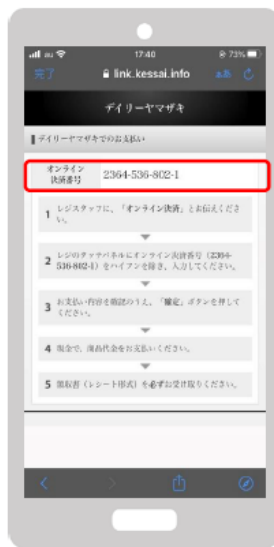 au 17:40 73%
完了 link.kessai.info ぁあ
デイリーヤマザキ
デイリーヤマザキでのお支払い
オンライン
決済番号 2364-536-802-1
1 レジスタッフに、「オンライン決済」とお伝えくださ
い。
2 レジのタッチパネルにオンライン決済番号（2364-
536-802-1）をハイフンを除き、入力してください。
3 お支払い内容を確認のうえ、「確定」ボタンを押して
ください。
4 現金で、商品代金をお支払いください。
5 領収書（レシート形式）を必ずお受け取りください。